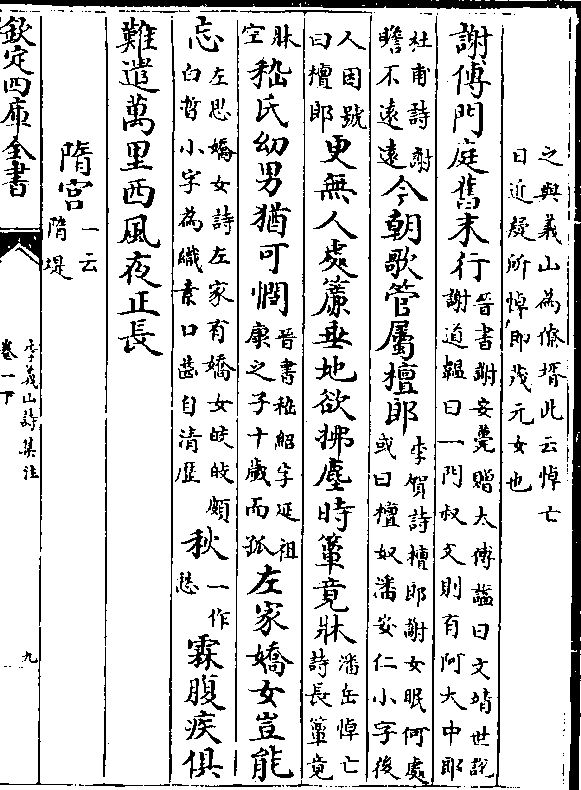 之與義山為僚壻此云悼亡
日近疑所悼即茂元女也
謝傅門庭舊末行晉書謝安薨贈太傅諡曰文靖世説
謝道韞曰一門叔父則有阿大中郎
杜甫詩謝
瞻不遠遠
今朝歌管屬檀郎李賀詩檀郎謝女眠何處
或曰檀奴潘安仁小字後
人因號
曰檀郎
更無人處簾垂地欲拂塵時簟竟牀潘岳悼亡
詩長簟竟
牀
空
嵇氏幼男猶可憫晉書嵇紹字延祖
康之子十歲而孤
左家嬌女豈能
忘左思嬌女詩左家有嬌女皎皎頗
白晳小字為纖素口齒自清歴
秋一作
愁
霖腹疾俱
難遣萬里西風夜正長
隋宮一云
隋堤
欽定四庫全書
李義山詩集注
卷一下
九